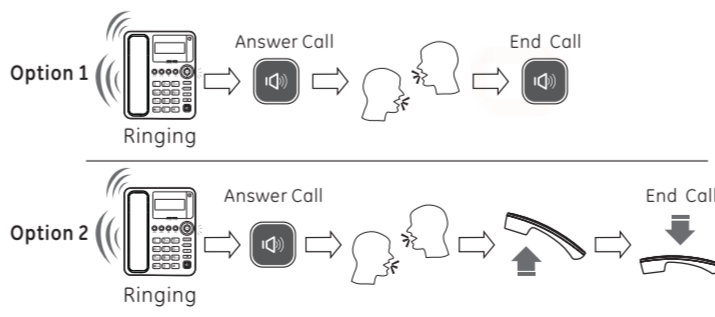 Answer Call End Call
Option 1
Ringing
Answer Call End Call
Option 2
Ringing